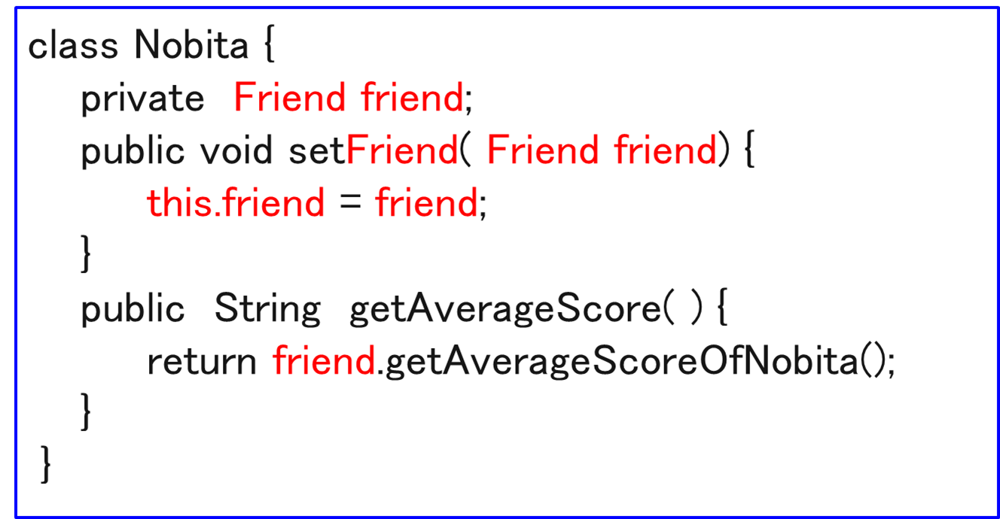 class Nobita {
private Friend friend;
public void setFriend( Friend friend) {
this.friend = friend;
}
public String getAverageScore( ) {
return friend.getAverageScoreOfNobita();
}
}